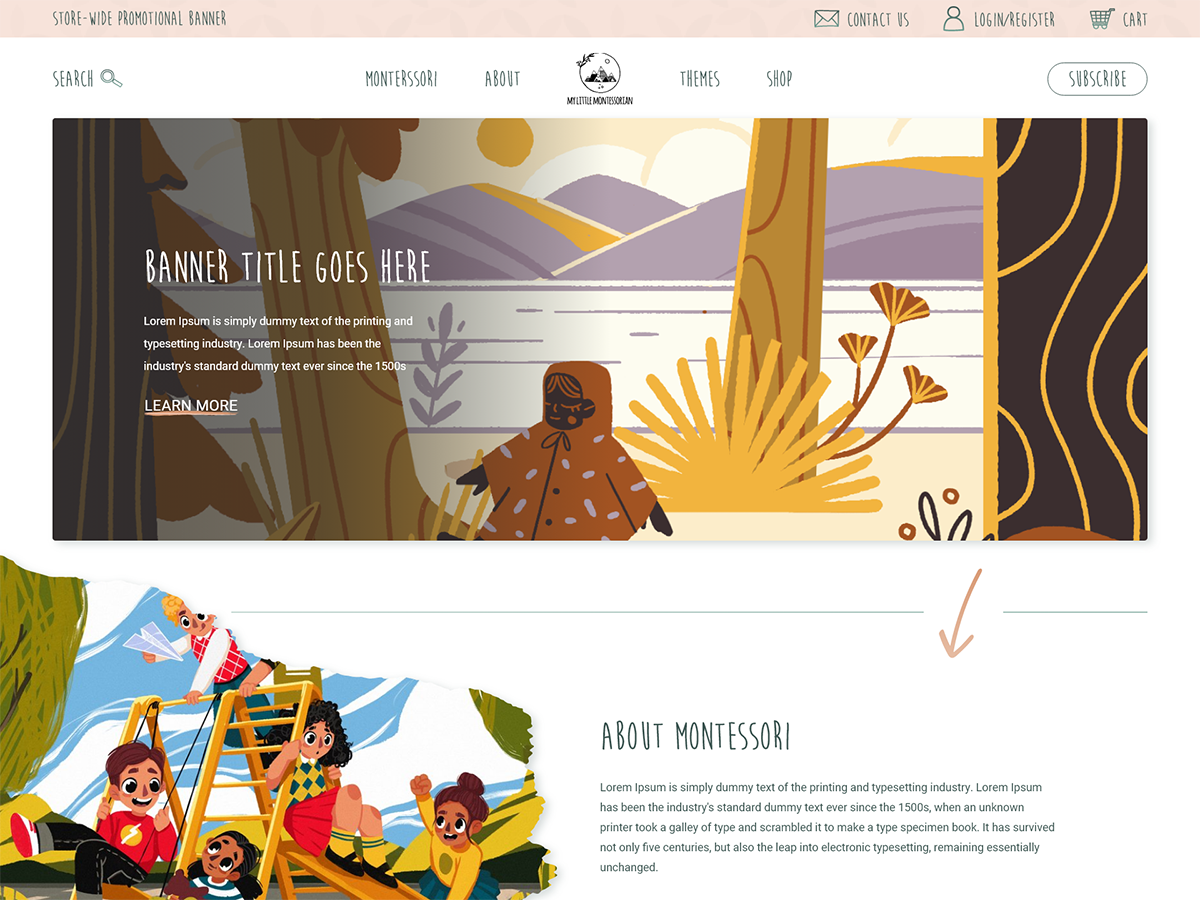 STORE-WIDE PROMOTIONAL BANNER
CONTACT US
LOGIN/REGISTER
CART
SEARCH
MONTERSSORI
ABOUT
MY LITTLE MONTESSORIAN
THEMES
SHOP
SUBSCRIBE
BANNER TITLE GOES HERE
Lorem Ipsum is simply dummy text of the printing and
typesetting industry. Lorem Ipsum has been the
industry's standard dummy text ever since the 1500s
LEARN MORE
ABOUT MONTESSORI
Lorem Ipsum is simply dummy text of the printing and typesetting industry. Lorem Ipsum
has been the industry's standard dummy text ever since the 1500s, when an unknown
printer took a galley of type and scrambled it to make a type specimen book. It has survived
not only five centuries, but also the leap into electronic typesetting, remaining essentially
unchanged.